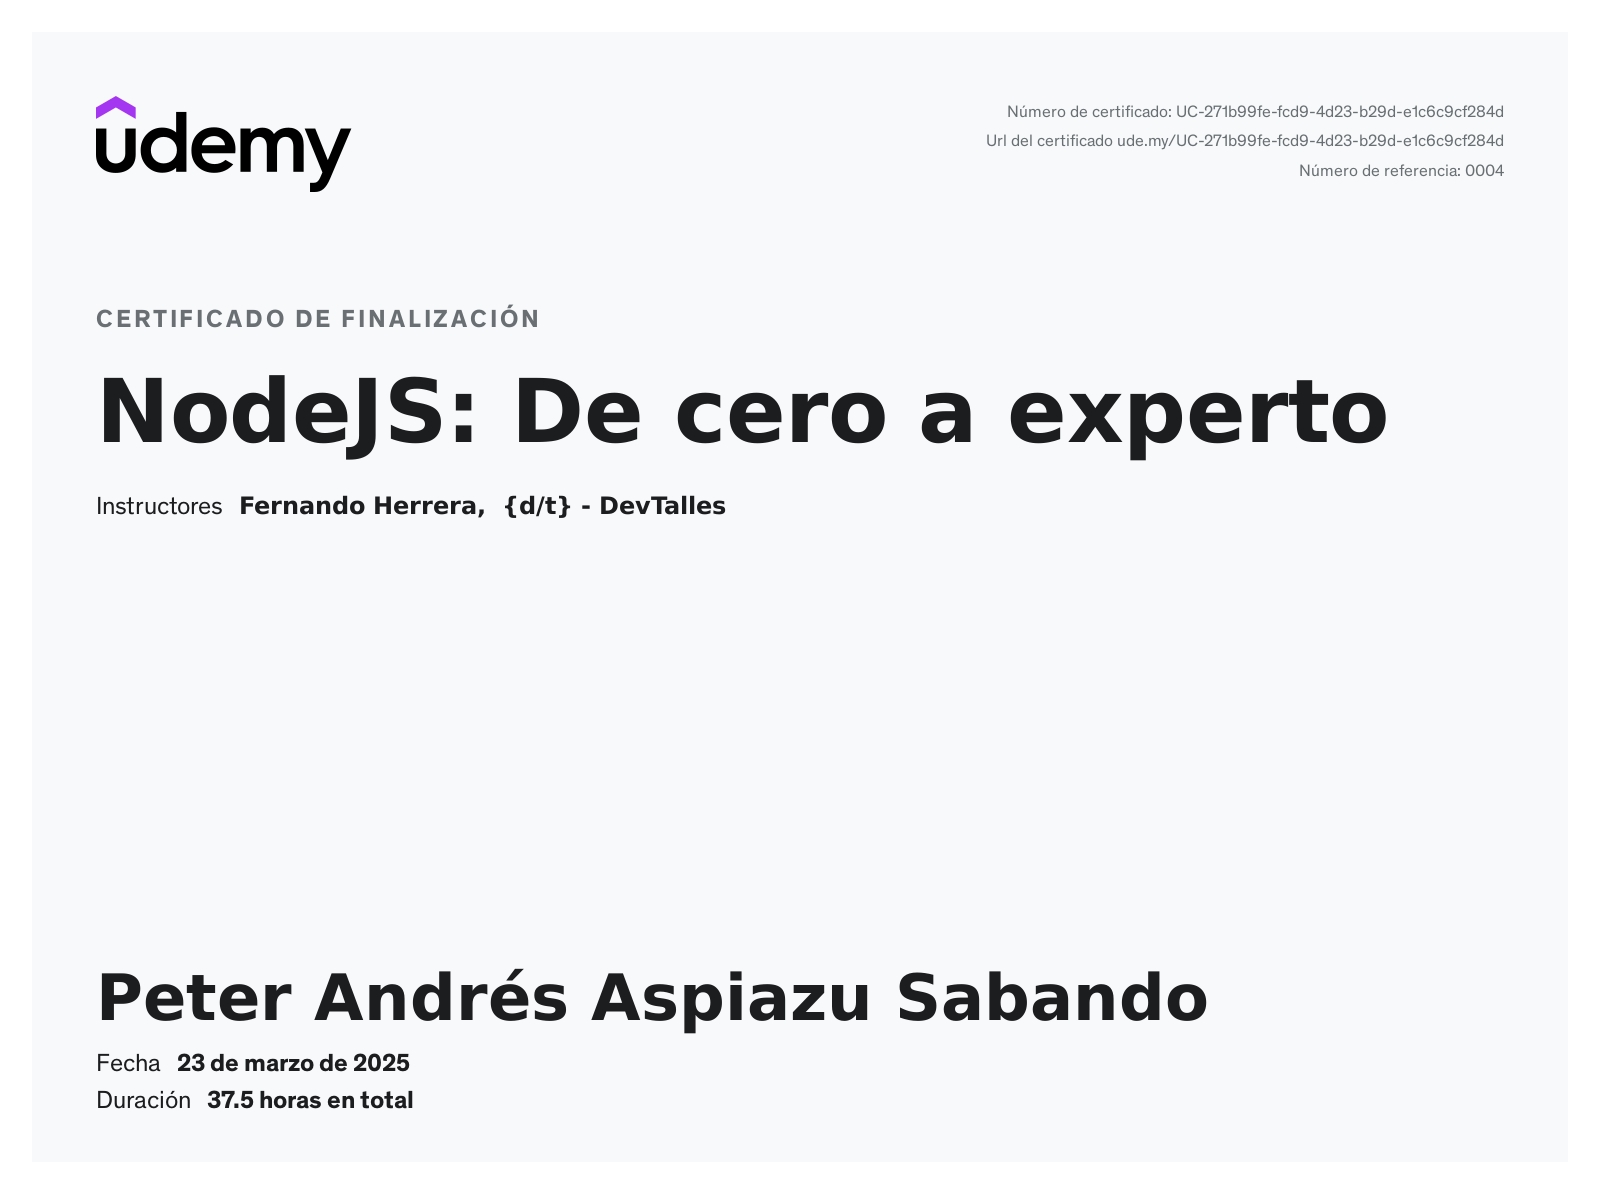 udemy
Número de certificado: UC-271b99fe-fcd9-4d23-b29d-e1c6c9cf284d
Url del certificado ude.my/UC-271b99fe-fcd9-4d23-b29d-e1c6c9cf284d
Número de referencia: 0004
CERTIFICADO DE FINALIZACIÓN
NodeJS: De cero a experto
Instructores Fernando Herrera, {d/t} - DevTalles
Peter Andrés Aspiazu Sabando
Fecha 23 de marzo de 2025
Duración 37.5 horas en total